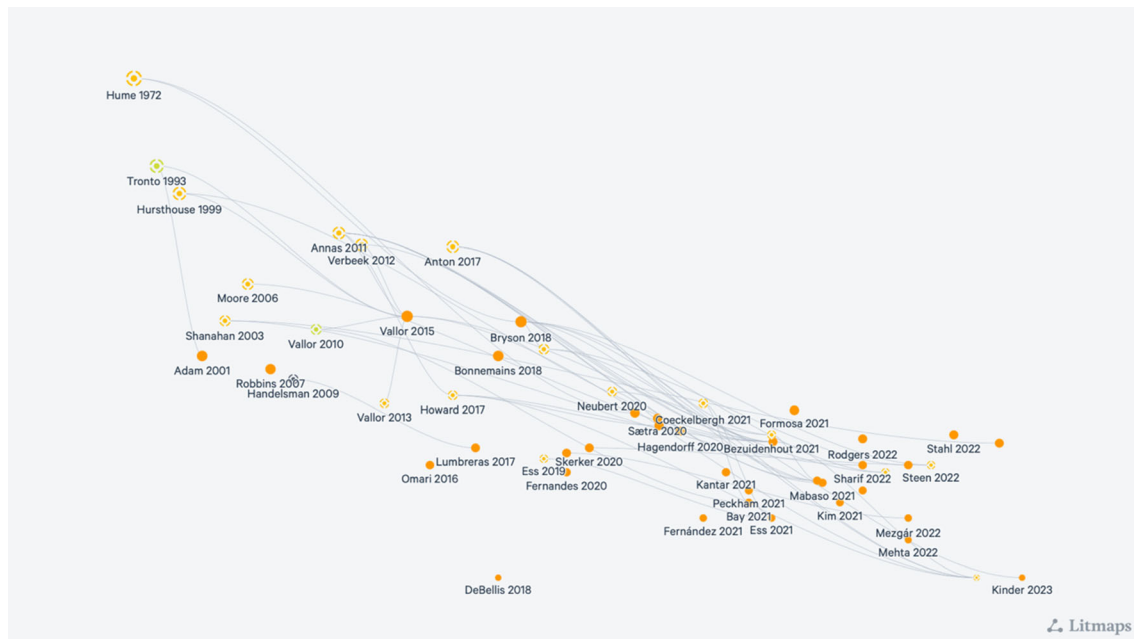 Hume 1972
Tronto 1993
Hursthouse 1999
Annas 2011
Verbeek 2012
Anton 2017
Moore 2006
Shanahan 2003
Vallor 2010
Vallor 2015
Bryson 2018
Adam 2001
Bonnemains 2018
Robbins 2007
Handelsman 2009
Vallor 2013
Howard 2017
Neubert 2020
Coeckelbergh 2021
Formosa 2021
Sætra 2020
Hagendorff 2020
Bezuidenhout 2021
Stahl 2022
Rodgers 2022
Lumbreras 2017
Skerker 2020
Ess 2019
Omari 2016
Fernandes 2020
Kantar 2021
Sharif 2022
Steen 2022
Mabaso 2021
Peckham 2021
Bay 2021
Kim 2021
Fernández 2021
Ess 2021
Mezgár 2022
Mehta 2022
DeBellis 2018
Kinder 2023
Litmaps